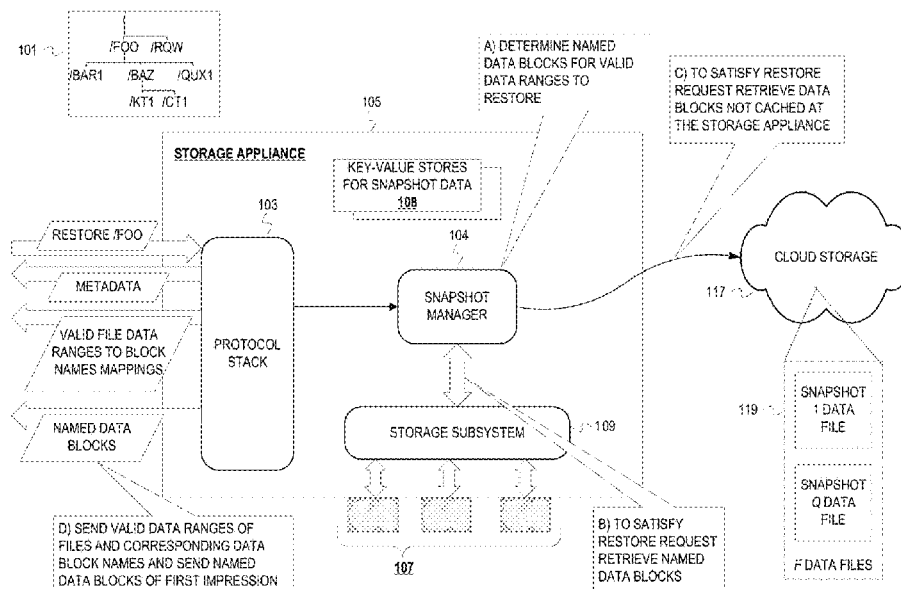 101
/FOO /RQW
/BAR1 /BAZ /QUX1
/KT1 /CT1
A) DETERMINE NAMED
DATA BLOCKS FOR VALID
DATA RANGES TO
RESTORE
C) TO SATISFY RESTORE
REQUEST RETRIEVE DATA
BLOCKS NOT CACHED AT
THE STORAGE APPLIANCE
105
STORAGE APPLIANCE
KEY-VALUE STORES
FOR SNAPSHOT DATA
108
103
104
RESTORE /FOO
METADATA
VALID FILE DATA
RANGES TO BLOCK
NAMES MAPPINGS
NAMED DATA
BLOCKS
PROTOCOL
STACK
SNAPSHOT
MANAGER
CLOUD STORAGE
117
STORAGE SUBSYSTEM
109
119
SNAPSHOT
1 DATA
FILE
SNAPSHOT
Q DATA
FILE
F DATA FILES
107
D) SEND VALID DATA RANGES OF
FILES AND CORRESPONDING DATA
BLOCK NAMES AND SEND NAMED
DATA BLOCKS OF FIRST IMPRESSION
B) TO SATISFY
RESTORE REQUEST
RETRIEVE NAMED
DATA BLOCKS